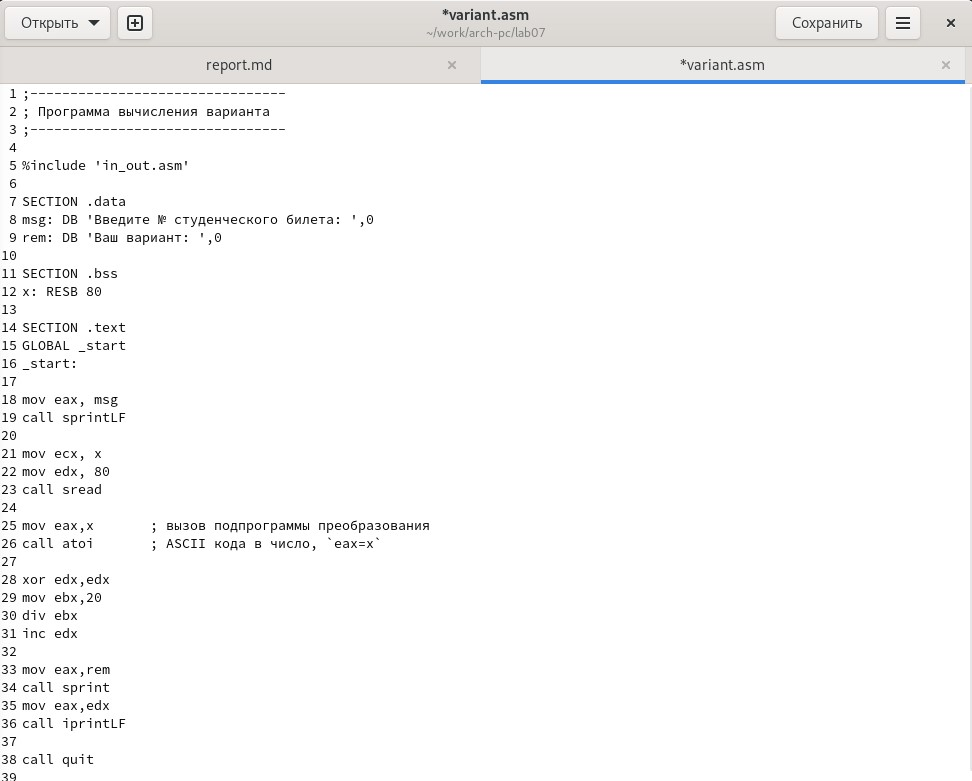 Открыть
*variant.asm
~/work/arch-pc/lab07
Сохранить
report.md
*variant.asm
1 ;--------------------------------
2 ; Программа вычисления варианта
3 ;--------------------------------
4
5 %include 'in_out.asm'
6
7 SECTION .data
8 msg: DB 'Введите № студенческого билета: ',0
9 rem: DB 'Ваш вариант: ',0
10
11 SECTION .bss
12 x: RESB 80
13
14 SECTION .text
15 GLOBAL _start
16 _start:
17
18 mov eax, msg
19 call sprintLF
20
21 mov ecx, x
22 mov edx, 80
23 call sread
24
25 mov eax,x       ; вызов подпрограммы преобразования
26 call atoi       ; ASCII кода в число, `eax=x`
27
28 xor edx,edx
29 mov ebx,20
30 div ebx
31 inc edx
32
33 mov eax,rem
34 call sprint
35 mov eax,edx
36 call iprintLF
37
38 call quit
39